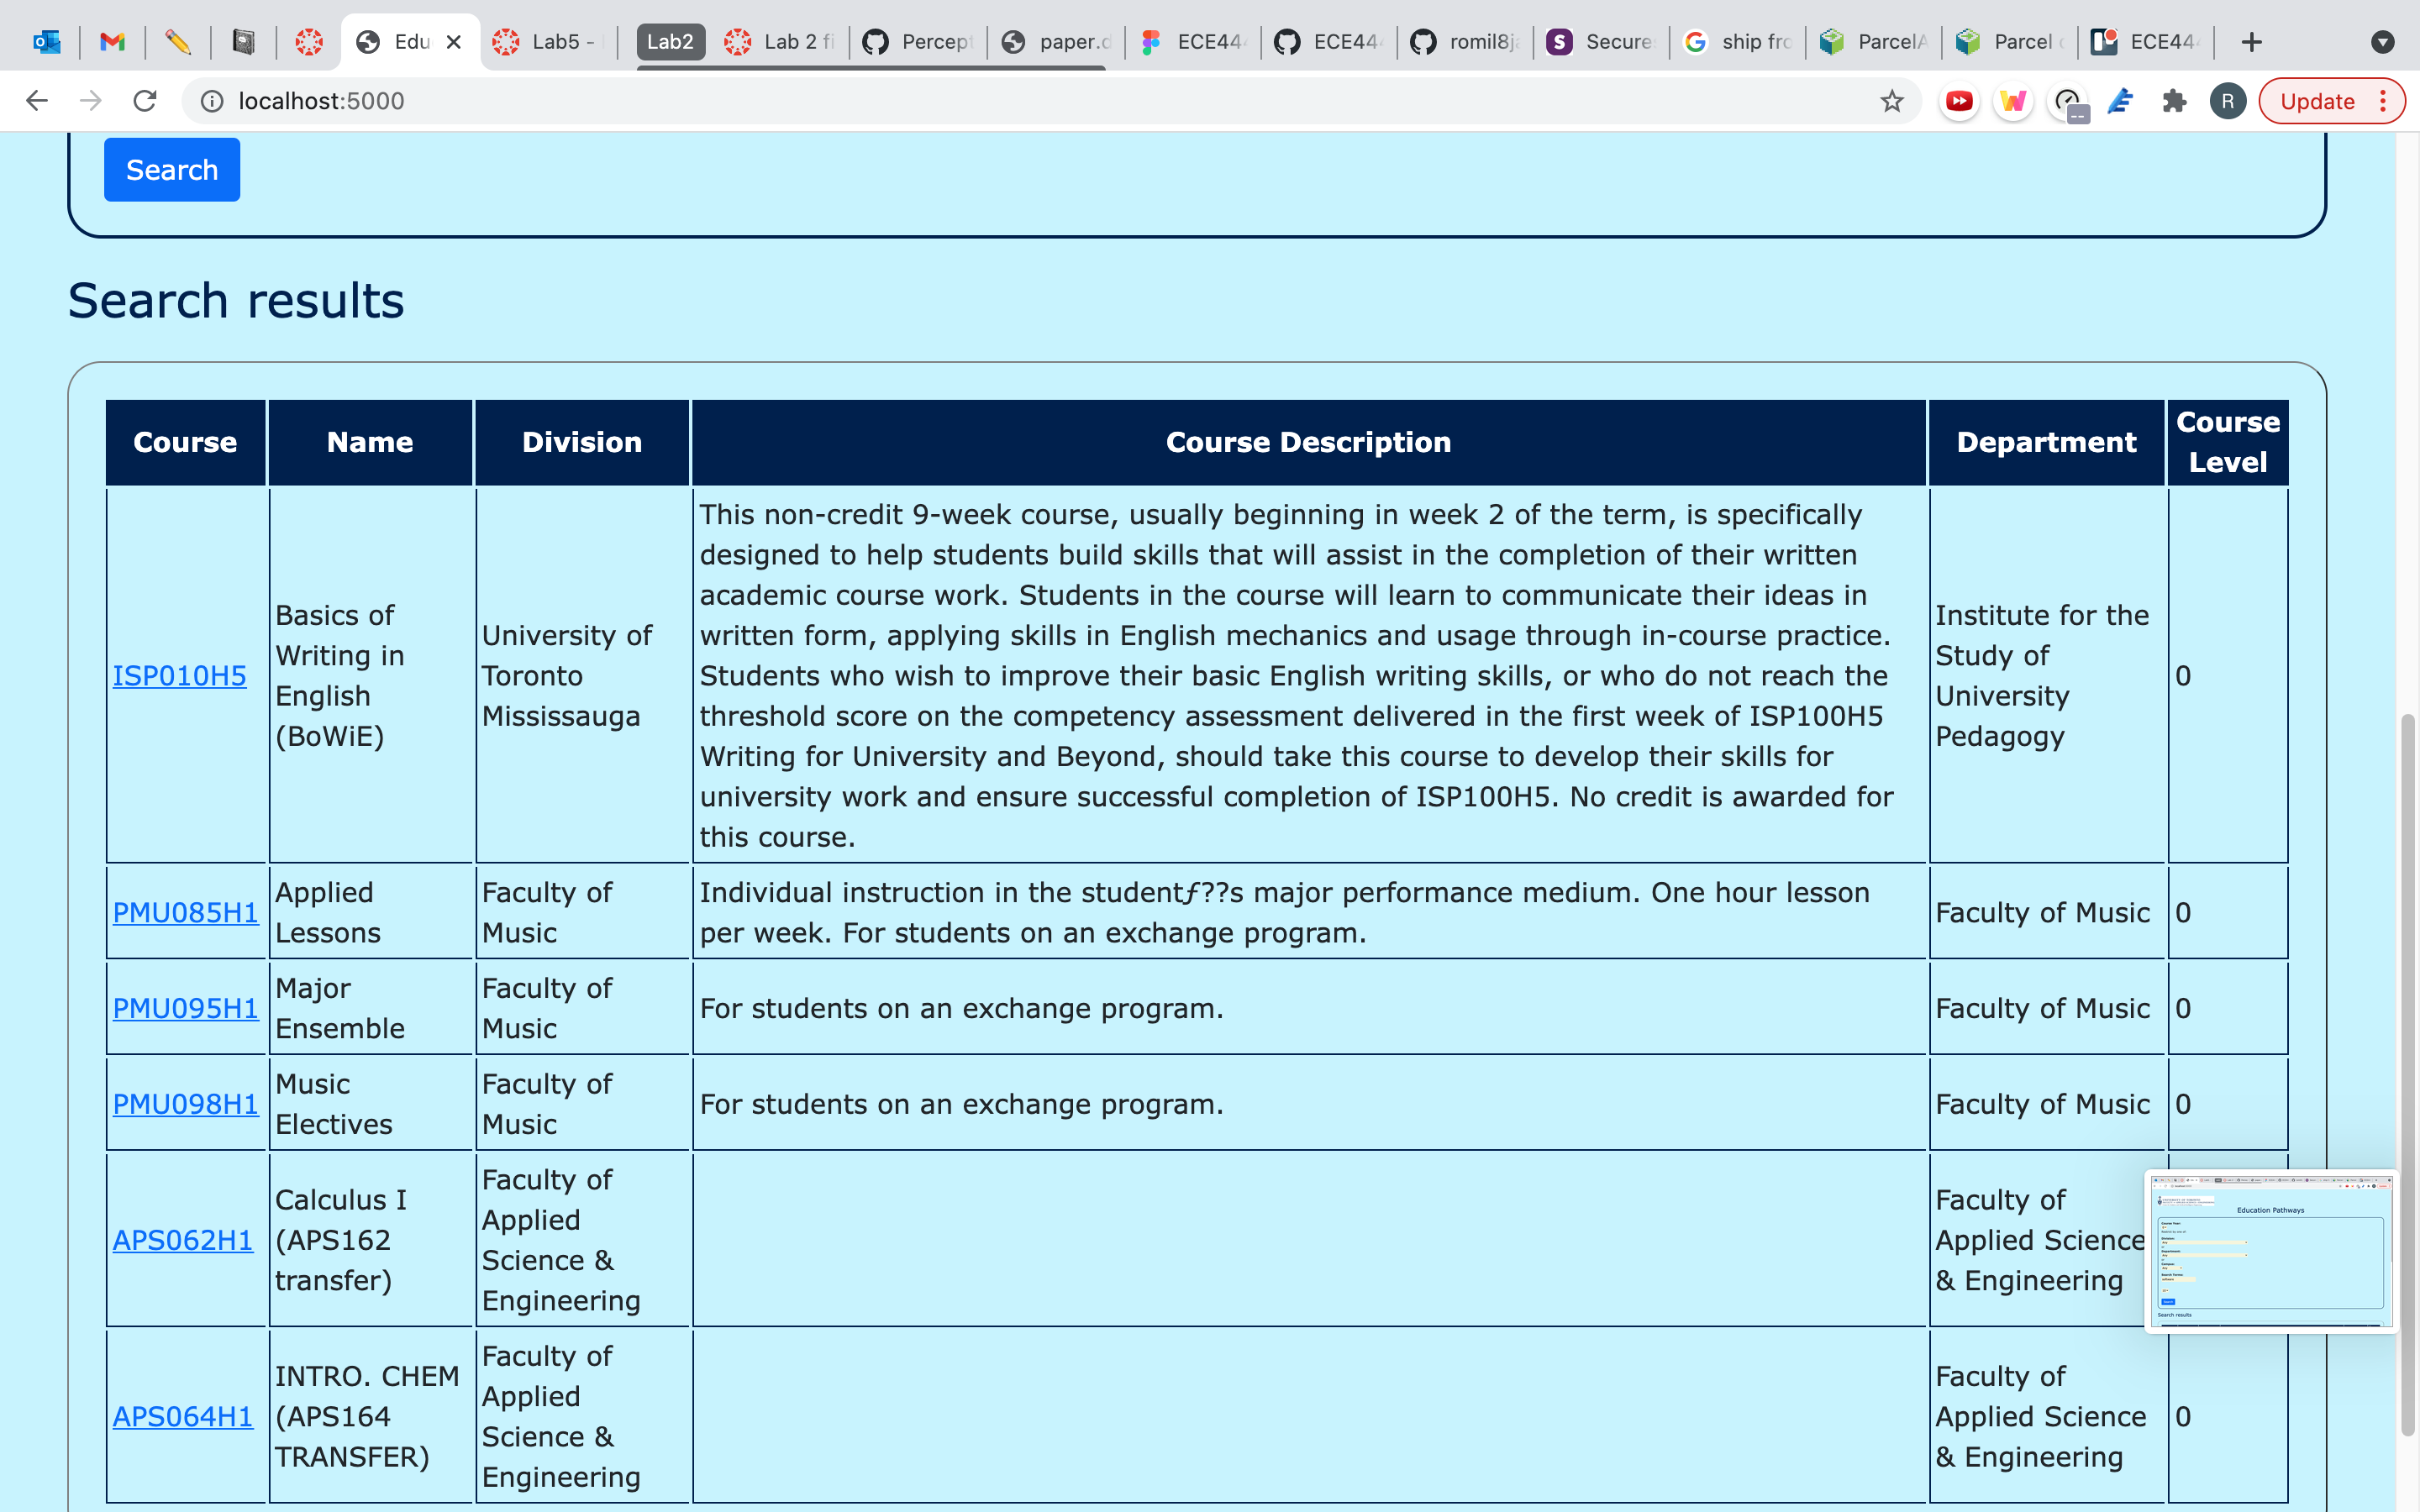 Edu
Lab5 -
Lab2
Lab 2 fi
Percept
paper.d
ECE444
ECE444
romil8ja
Secure
ship fro
ParcelA
Parcel
ECE444
localhost:5000
R
Update
Search
Search results
Course Name Division Course Description Department Course Level
ISP010H5
Basics of
Writing in
English
(BoWiE)
University of
Toronto
Mississauga
This non-credit 9-week course, usually beginning in week 2 of the term, is specifically
designed to help students build skills that will assist in the completion of their written
academic course work. Students in the course will learn to communicate their ideas in
written form, applying skills in English mechanics and usage through in-course practice.
Students who wish to improve their basic English writing skills, or who do not reach the
threshold score on the competency assessment delivered in the first week of ISP100H5
Writing for University and Beyond, should take this course to develop their skills for
university work and ensure successful completion of ISP100H5. No credit is awarded for
this course.
Institute for the
Study of
University
Pedagogy
0
PMU085H1
Applied
Lessons
Faculty of
Music
Individual instruction in the studentƒ??s major performance medium. One hour lesson
per week. For students on an exchange program.
Faculty of Music
0
PMU095H1
Major
Ensemble
Faculty of
Music
For students on an exchange program.
Faculty of Music
0
PMU098H1
Music
Electives
Faculty of
Music
For students on an exchange program.
Faculty of Music
0
APS062H1
Calculus I
(APS162
transfer)
Faculty of
Applied
Science &
Engineering
Faculty of
Applied Science
& Engineering
Education Pathways
Search results
APS064H1
INTRO. CHEM
(APS164
TRANSFER)
Faculty of
Applied
Science &
Engineering
Faculty of
Applied Science
& Engineering
0